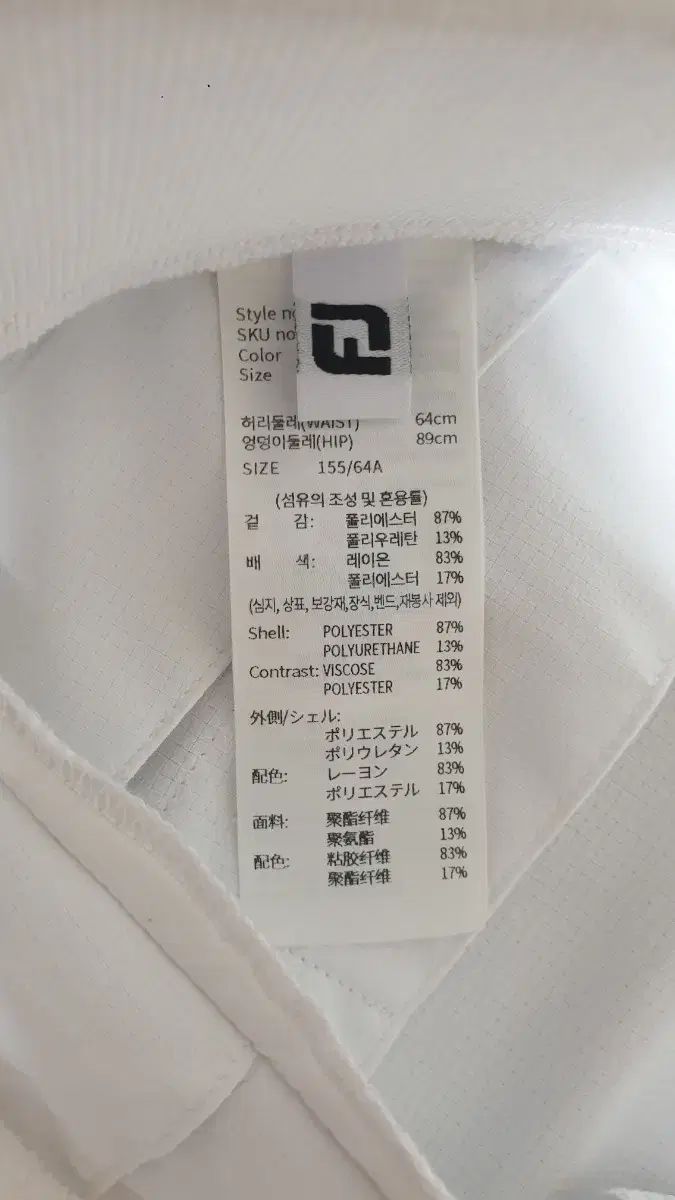 Style
SKU no
Color
Size
FJ
허리둘레(WAIST) 64cm
엉덩이둘레(HIP) 89cm
SIZE 155/64A
(섬유의 조성 및 혼용률)
겉 감: 폴리에스터 87%
폴리우레탄 13%
배 색: 레이온 83%
폴리에스터 17%
(심지, 상표, 보강재,장식,벤드,재봉사 제외)
Shell: POLYESTER 87%
POLYURETHANE 13%
Contrast: VISCOSE 83%
POLYESTER 17%
外側/シェル:
ポリエステル 87%
ポリウレタン 13%
配色: レーヨン 83%
ポリエステル 17%
面料: 聚酯纤维 87%
聚氨酯 13%
配色: 粘胶纤维 83%
聚酯纤维 17%